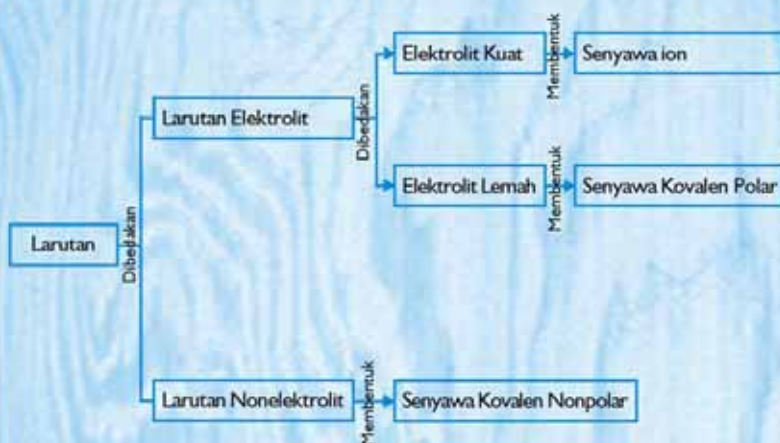 Larutan
Dibedakan
Larutan Elektrolit
Dibedakan
Elektrolit Kuat
Membentuk
Senyawa ion
Elektrolit Lemah
Membentuk
Senyawa Kovalen Polar
Larutan Nonelektrolit
Membentuk
Senyawa Kovalen Nonpolar